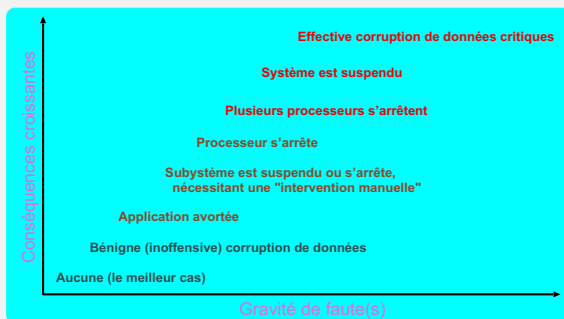 Conséquences croissantes
Effective corruption de données critiques
Système est suspendu
Plusieurs processeurs s'arrêtent
Processeur s'arrête
Subystème est suspendu ou s'arrête,
nécessitant une "intervention manuelle"
Application avortée
Bénigne (inoffensive) corruption de données
Aucune (le meilleur cas)
Gravité de faute(s)